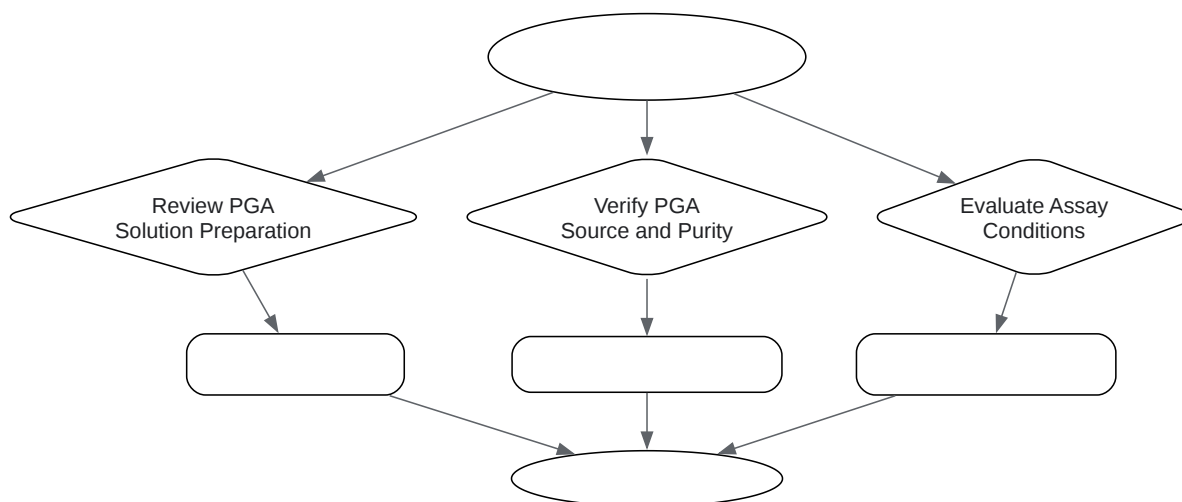 Review PGA
Solution Preparation
Verify PGA
Source and Purity
Evaluate Assay
Conditions